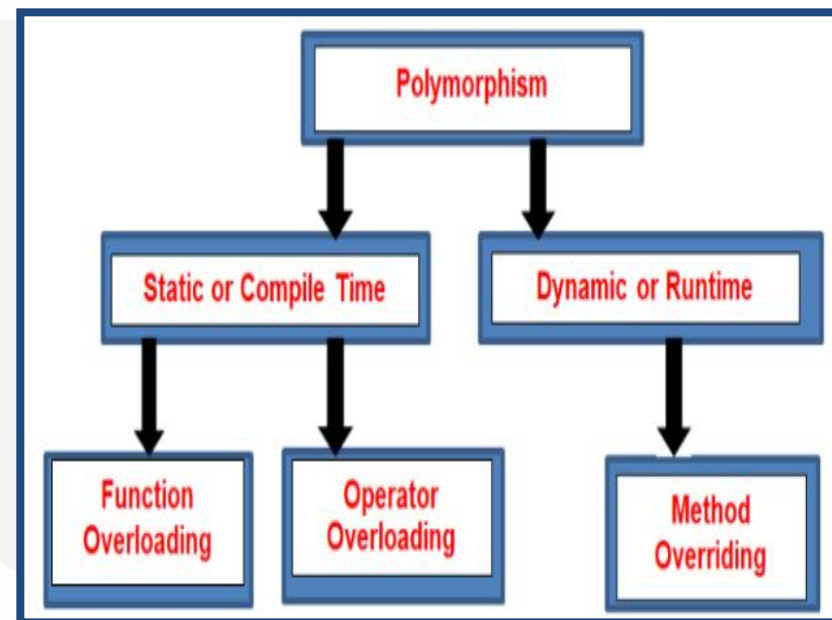 Polymorphism
Static or Compile Time
Dynamic or Runtime
Function
Overloading
Operator
Overloading
Method
Overriding